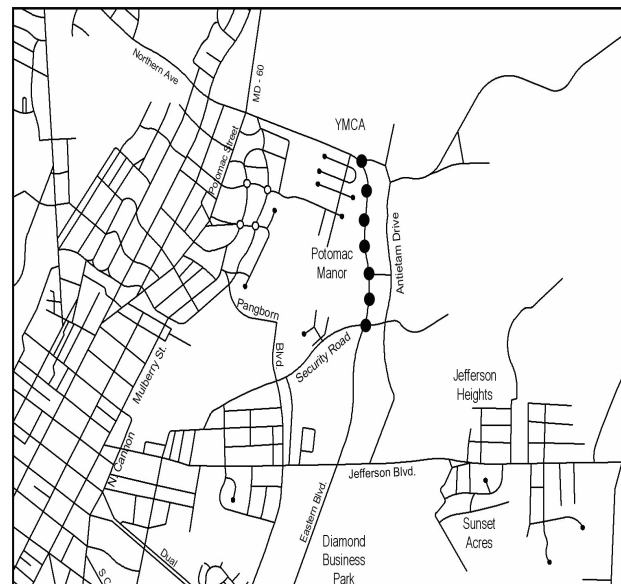 Northern Ave
MD - 60
YMCA
Potomac Street
Potomac
Manor
Antietam Drive
Pangborn
Blvd.
Security Road
Mulberry St.
Jefferson
Heights
N. Cannon
Jefferson Blvd.
Eastern Blvd.
Sunset
Acres
Diamond
Business
Park
Dual
S.C